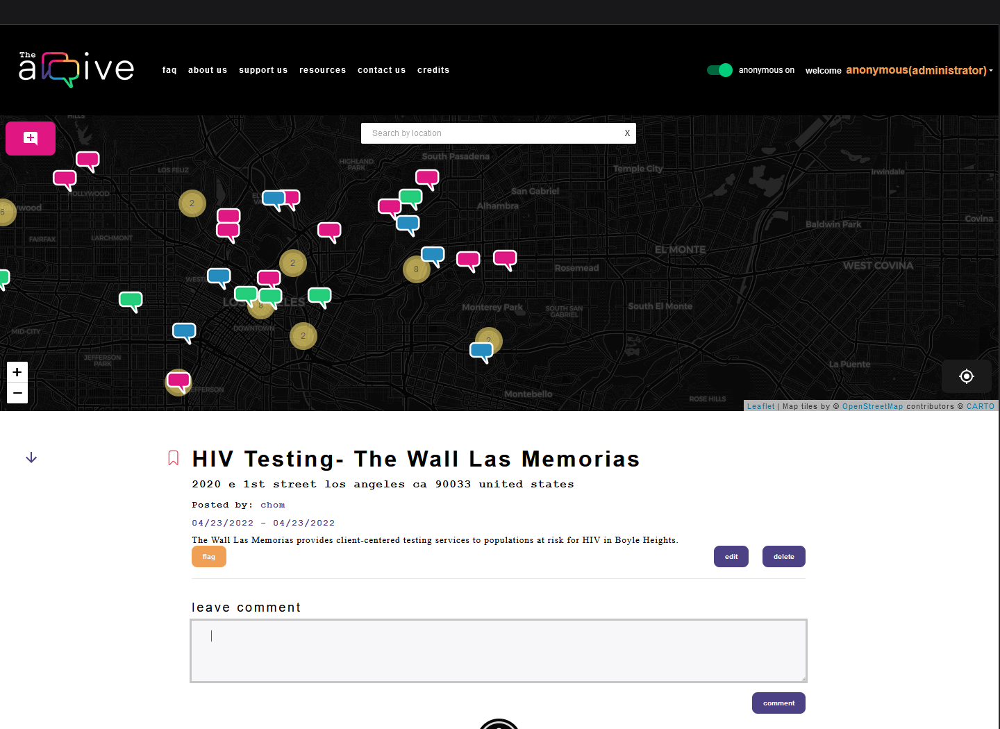 The
a ive
faq about us support us resources contact us credits
anonymous on
welcome anonymous(administrator)
Search by location X
HILLS
LOS FELIZ
HIGHLAND
PARK
South Pasadena
Temple City
Irwindale
San Gabriel
Alhambra
Covina
Baldwin Park
HOLLYWOOD
wood
6
2
FAIRFAX
LARCHMONT
EL MONTE
WEST COVINA
Rosemead
2
8
WEST
LOS ANGELES
8
Monterey Park
SOUTH SAN
GABRIEL
South El Monte
MID-CITY
DOWNTOWN
2
2
JEFFERSON
PARK
La Puente
+
−
EFFERSON
Montebello
ROSE HILLS
Leaflet | Map tiles by © OpenStreetMap contributors © CARTO
HIV Testing- The Wall Las Memorias
2020 e 1st street los angeles ca 90033 united states
Posted by: chom
04/23/2022 - 04/23/2022
The Wall Las Memorias provides client-centered testing services to populations at risk for HIV in Boyle Heights.
flag edit delete
leave comment
comment